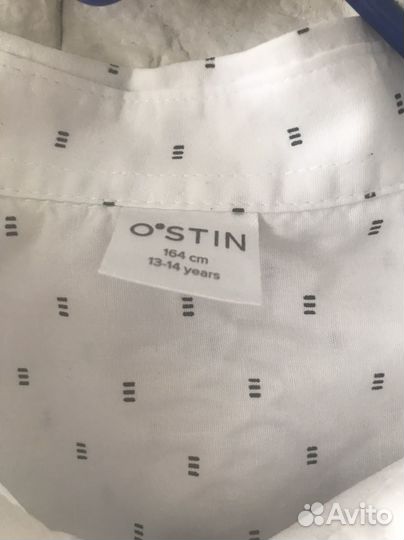 O'STIN
164 cm
13-14 years
Avito